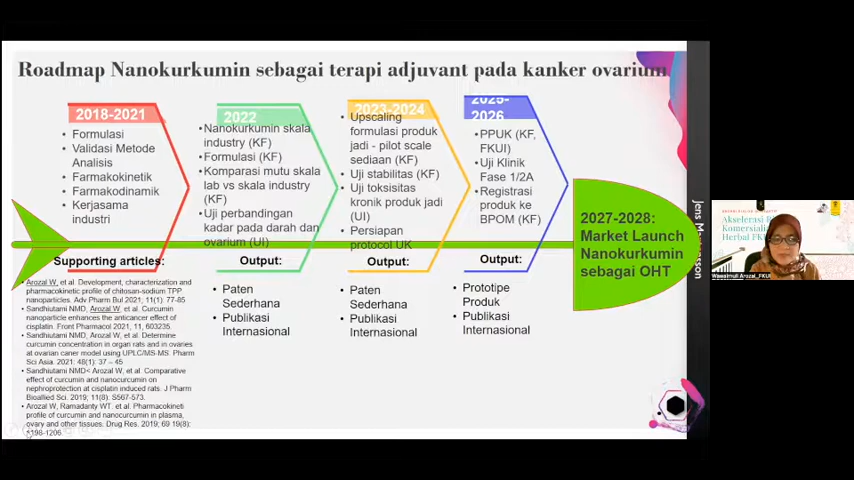 Roadmap Nanokurkumin sebagai terapi adjuvant pada kanker ovarium
2018-2021
• Formulasi
• Validasi Metode
Analisis
• Farmakokinetik
• Farmakodinamik
• Kerjasama
industri
2022
• Nanokurkumin skala
industry (KF)
• Formulasi (KF)
• Komparasi mutu skala
lab vs skala industry
(KF)
• Uji perbandingan
kadar pada darah dan
ovarium (UI)
2023-2024
• Upscaling
formulasi produk
jadi - pilot scale
sediaan (KF)
• Uji stabilitas (KF)
• Uji toksisitas
kronik produk jadi
(UI)
• Persiapan
protocol UK
2025-
2026
• PPUK (KF,
FKUI)
• Uji Klinik
Fase 1/2A
• Registrasi
produk ke
BPOM (KF)
2027-2028:
Market Launch
Nanokurkumin
sebagai OHT
Supporting articles:
• Arozal W, et al. Development, characterization and
pharmacokinetic profile of chitosan-sodium TPP
nanoparticles. Adv Pharm Bul 2021; 11(1): 77-85
• Sandhiutami NMD, Arozal W, et al. Curcumin
nanoparticle enhances the anticancer effect of
cisplatin. Front Pharmacol 2021, 11, 603235.
• Sandhiutami NMD, Arozal W, et al. Determine
curcumin concentration in organ rats and in ovaries
at ovarian caner model using UPLC/MS-MS. Pharm
Sci Asia. 2021: 48(1): 37 – 45
• Sandhiutami NMD< Arozal W, et al. Comparative
effect of curcumin and nanocurcumin on
nephroprotection at cisplatin induced rats. J Pharm
Bioallied Sci. 2019; 11(8): S567-573.
• Arozal W, Ramadanty WT. et al. Pharmacokineti
profile of curcumin and nanocurcumin in plasma,
ovary and other tissues. Drug Res. 2019; 69 19(8):
1198-1206.
Output:
• Paten
Sederhana
• Publikasi
Internasional
Output:
• Paten
Sederhana
• Publikasi
Internasional
Output:
• Prototipe
Produk
• Publikasi
Internasional
Jens
sson
Akselerasi
Komersial
Herbal FKU
Wawaimuli Arozal_FKUI